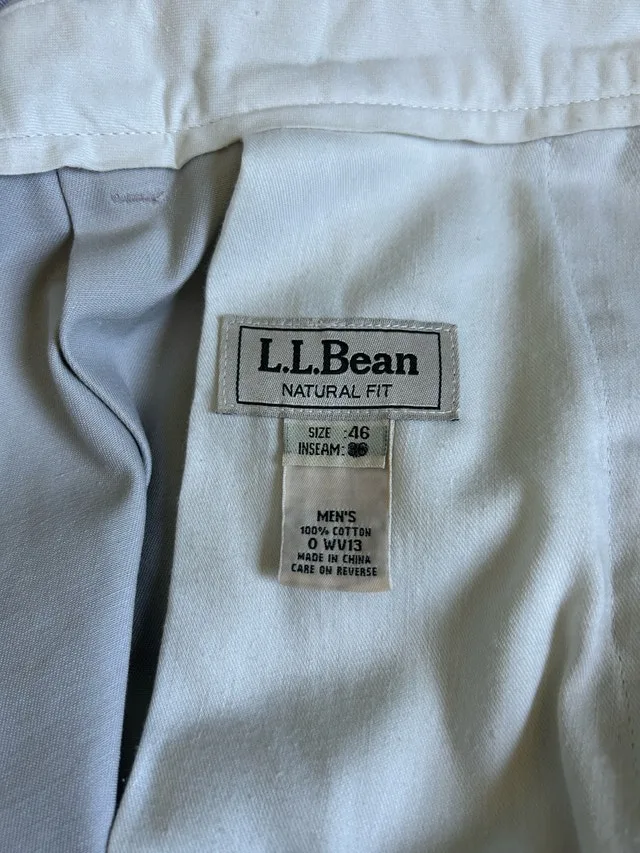 L.L.Bean
NATURAL FIT
SIZE :46
INSEAM:
MEN'S
100% COTTON
0 WV13
MADE IN CHINA
CARE ON REVERSE